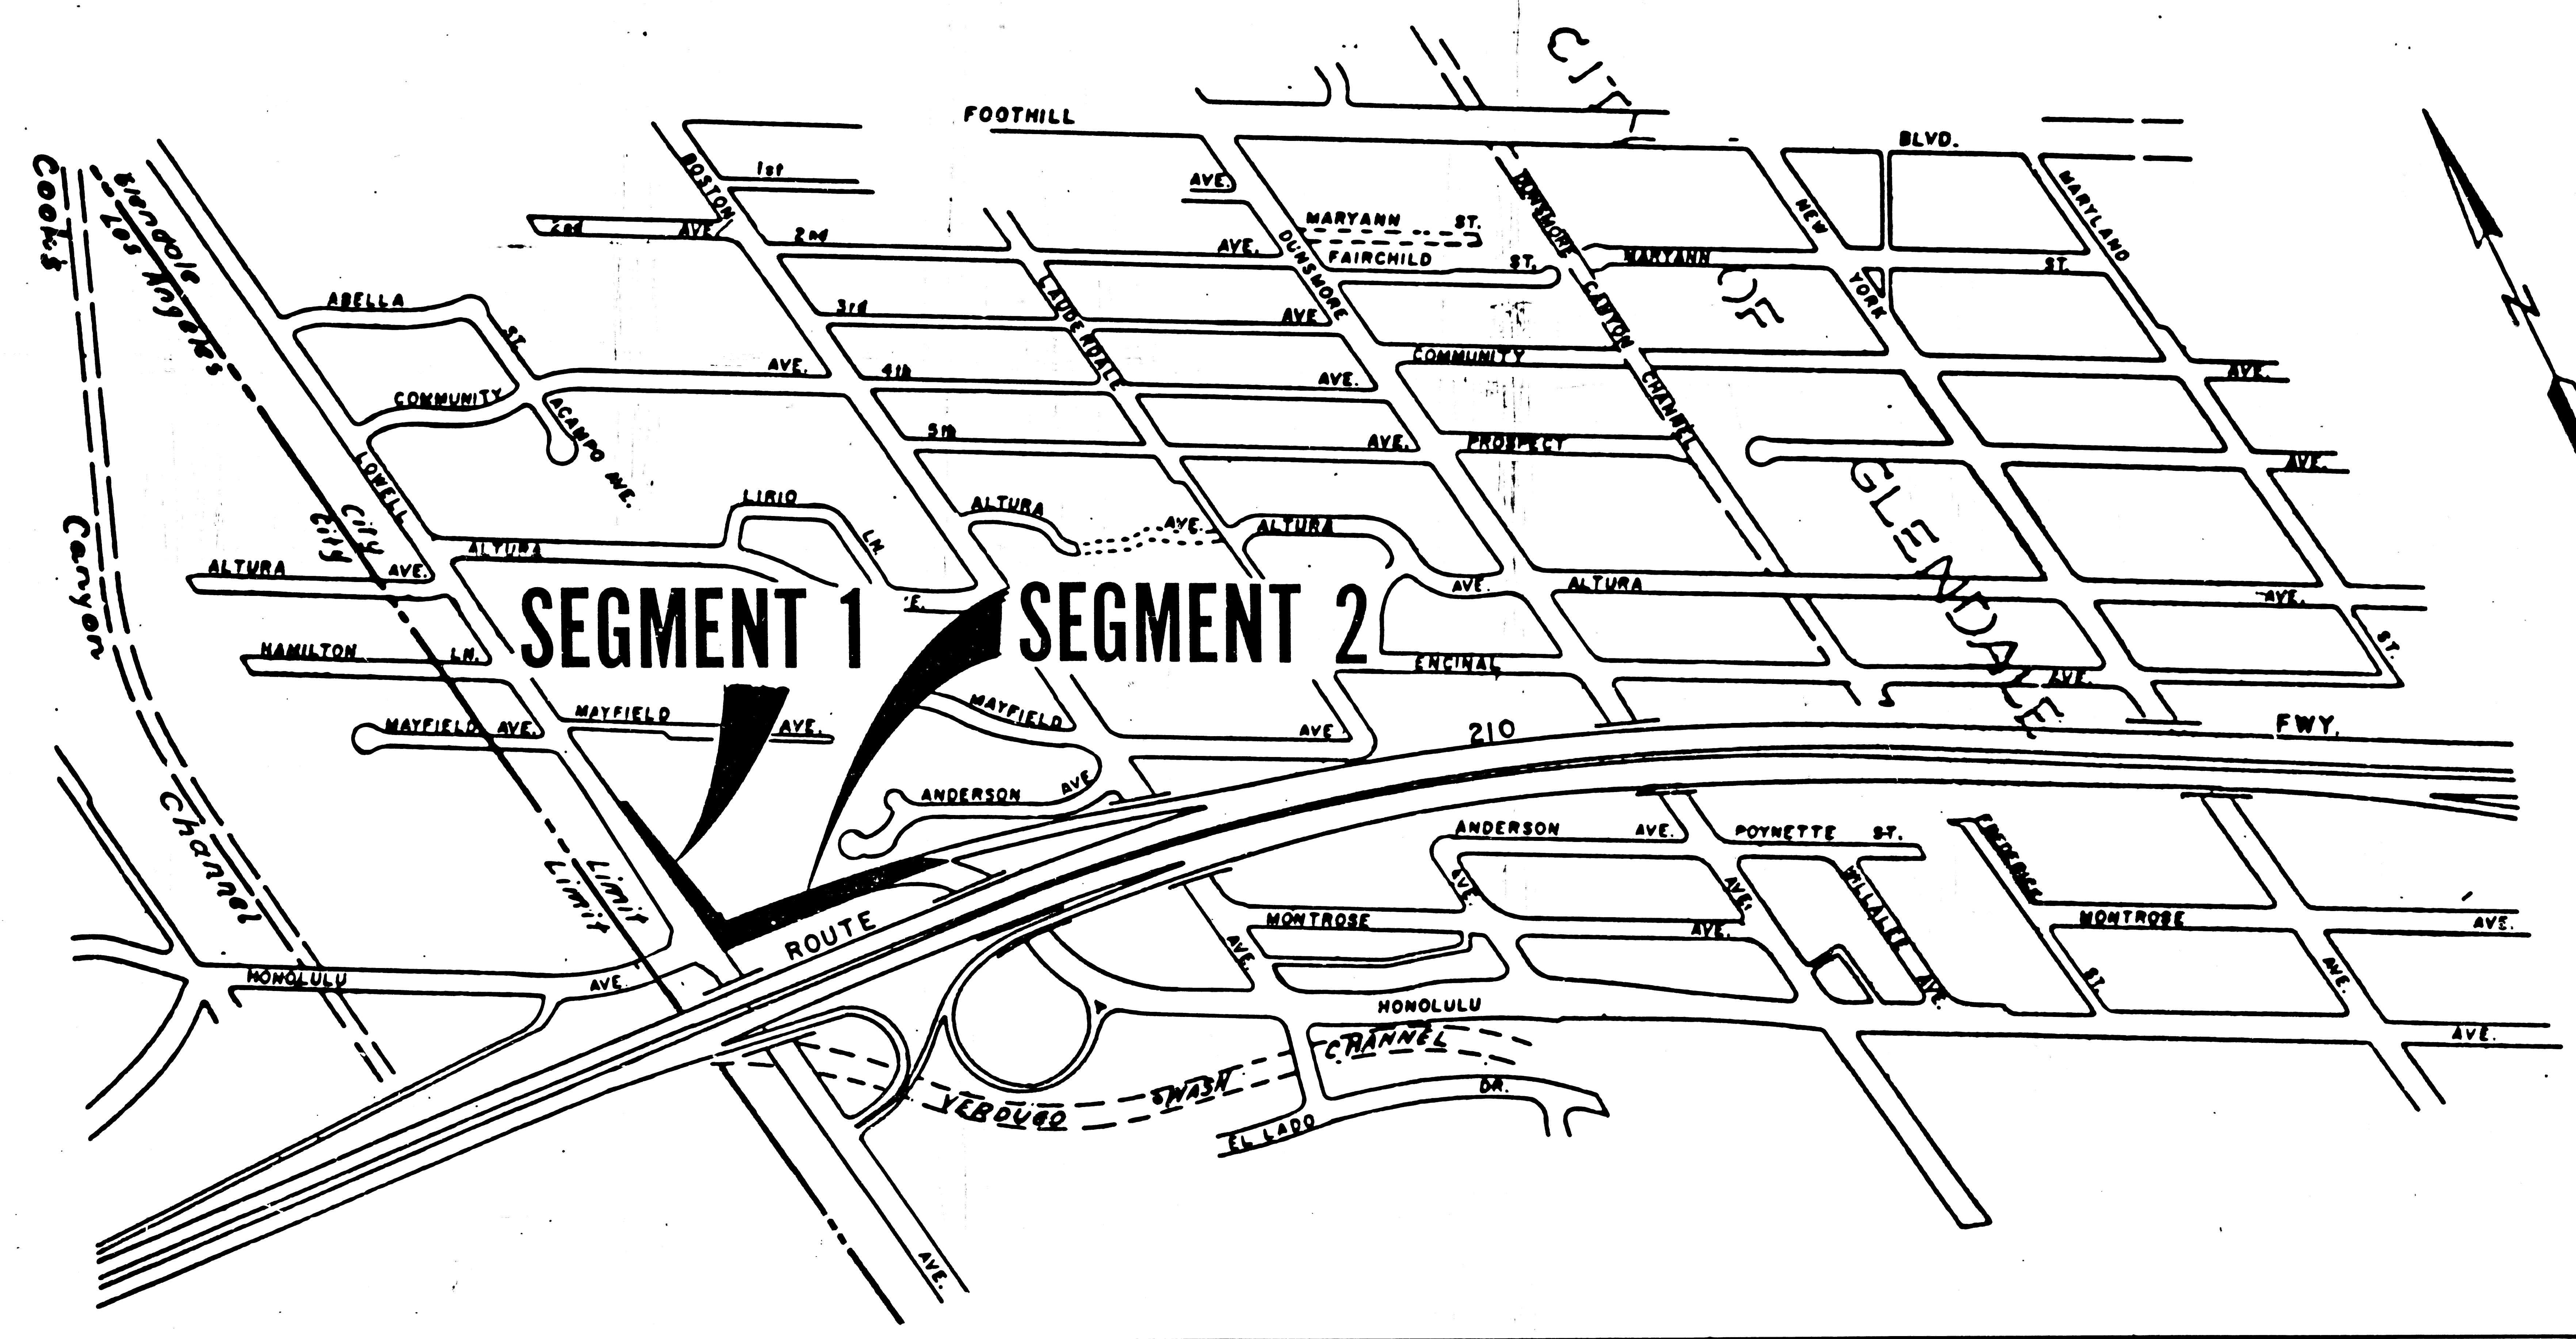 CITY OF GLENDALE
FOOTHILL
BLVD.
BOSTON
1st
AVE.
2nd
AVE.
2nd
AVE.
MARYANN ST.
FAIRCHILD ST.
DUNSMORE
DUNSMORE CANYON CHANNEL
MARYANN
ST.
NEW
YORK
MARYLAND
ST.
N
Cooks
Canyon
Channel
Glendale
Los Angeles
City
City
Limit
Limit
ABELLA
ST.
3rd
AVE.
LAUDERDALE
COMMUNITY
AVE.
4th
AVE.
COMMUNITY
AVE.
ACAMPO AVE.
5th
AVE.
PROSPECT
AVE.
LOWELL
AVE.
LIRIO
LN.
ALTURA
AVE.
ALTURA
ALTURA
AVE.
ALTURA
AVE.
ALTURA
AVE.
SEGMENT 1
SEGMENT 2
HAMILTON
LN.
ENCINAL
AVE.
MAYFIELD
AVE.
MAYFIELD
AVE.
MAYFIELD
AVE.
210
FWY.
ANDERSON
AVE.
ANDERSON
AVE.
POYNETTE ST.
FREDERICK
ST.
AVE.
AVE.
ROUTE
MONTROSE
AVE.
MONTROSE
AVE.
AVE.
AVE.
HONOLULU
AVE.
HONOLULU
AVE.
VERDUGO
WASH
CHANNEL
EL LADO
DR.
AVE.